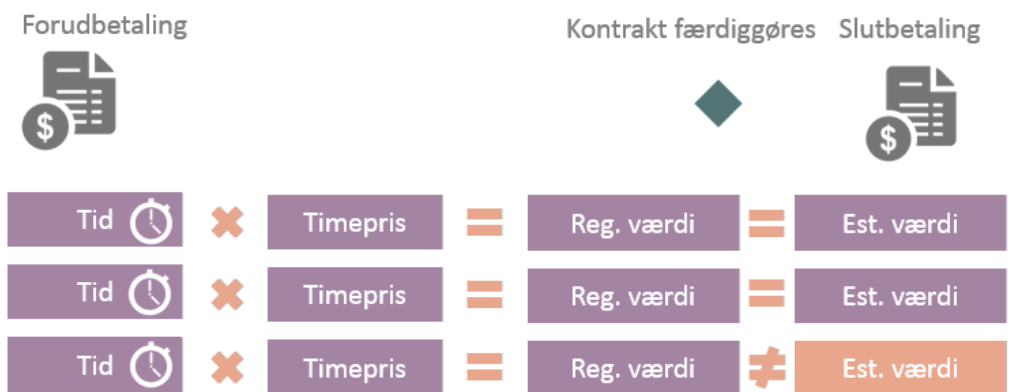 Forudbetaling
Kontrakt færdiggøres Slutbetaling
$ $
Tid × Timepris = Reg. værdi = Est. værdi
Tid × Timepris = Reg. værdi = Est. værdi
Tid × Timepris = Reg. værdi ≠ Est. værdi